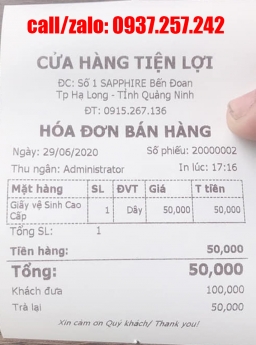 call/zalo: 0937.257.242
CỬA HÀNG TIỆN LỢI
ĐC: Số 1 SAPPHIRE Bến Đoan
Tp Hạ Long - Tỉnh Quảng Ninh
ĐT: 0915.267.136
HÓA ĐƠN BÁN HÀNG
Ngày: 29/06/2020 Số phiếu: 20000002
Thu ngân: Administrator In lúc: 17:16
Mặt hàng SL ĐVT Giá T tiền
Giấy vệ Sinh Cao Cấp 1 Dây 50,000 50,000
Tổng SL: 1
Tiền hàng: 50,000
Tổng: 50,000
Khách đưa 100,000
Trả lại 50,000
Xin cảm ơn Quý khách/ Thank you!